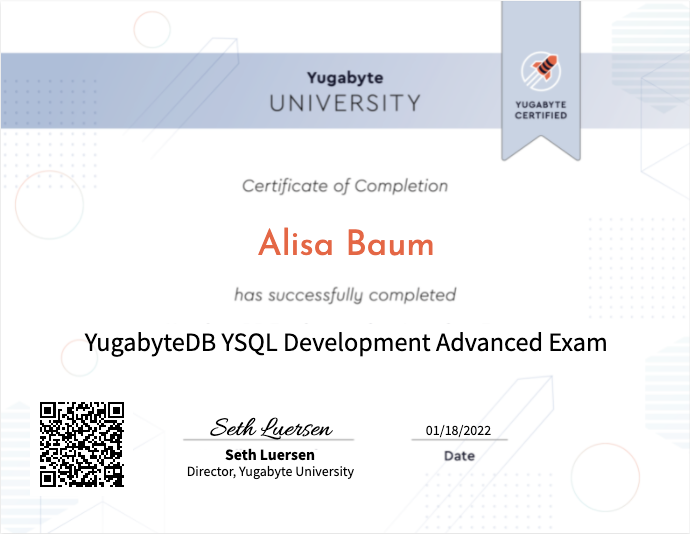 Yugabyte
UNIVERSITY
YUGABYTE
CERTIFIED
Certificate of Completion
Alisa Baum
has successfully completed
YugabyteDB YSQL Development Advanced Exam
Seth Luersen
01/18/2022
Seth Luersen
Date
Director, Yugabyte University